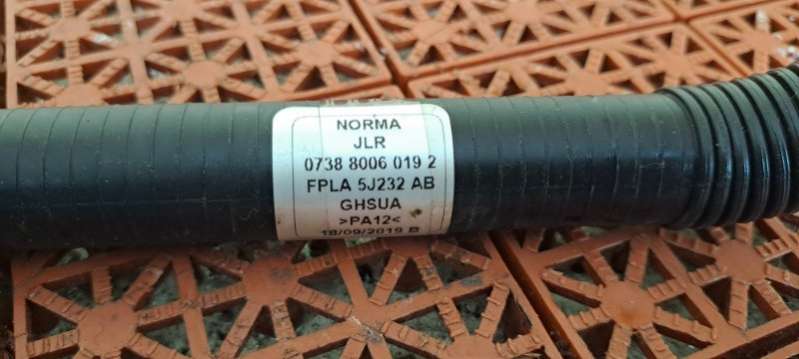 NORMA
JLR
0738 8006 019 2
FPLA 5J232 AB
GHSUA
>PA12<
18/09/2019 B